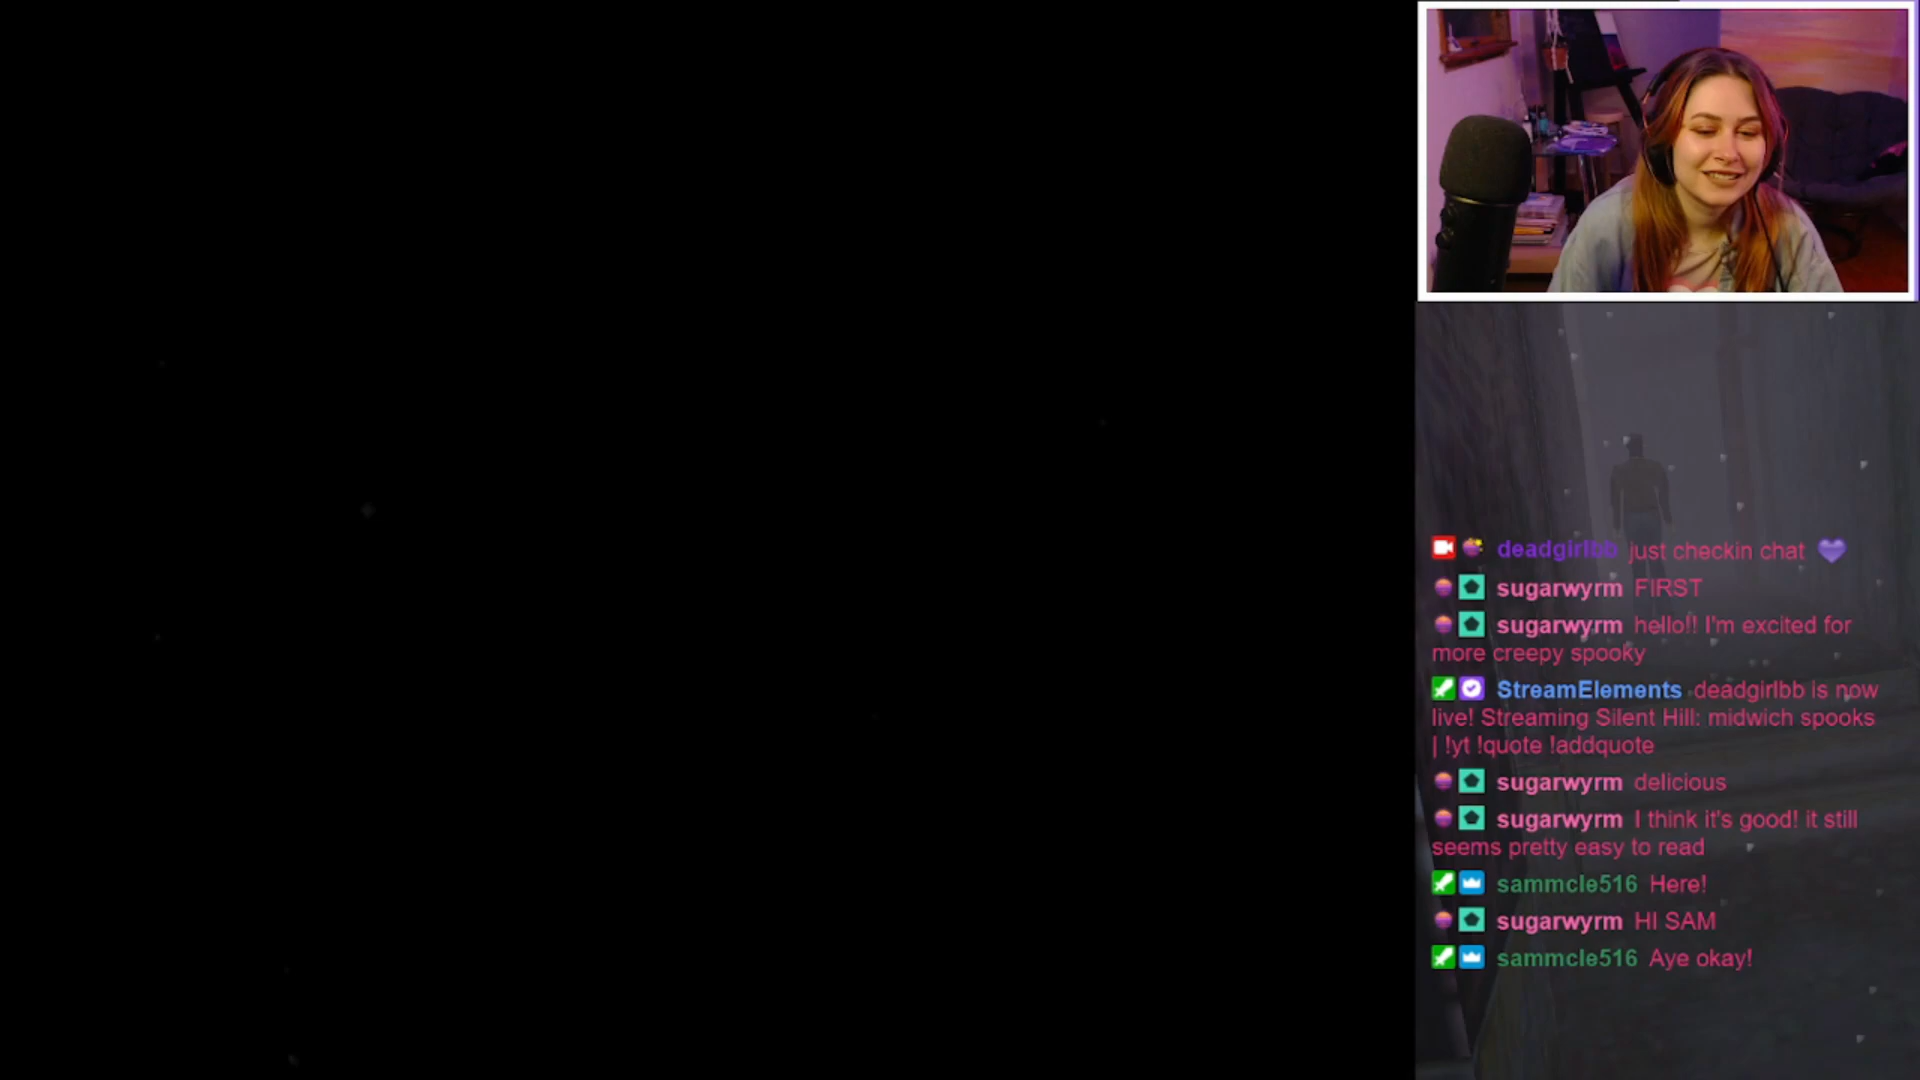 deadgirlbb just checkin chat
sugarwyrm FIRST
sugarwyrm hello!! I'm excited for
more creepy spooky
StreamElements deadgirlbb is now
live! Streaming Silent Hill: midwich spooks
| !yt !quote !addquote
sugarwyrm delicious
sugarwyrm I think it's good! it still
seems pretty easy to read
sammcle516 Here!
sugarwyrm HI SAM
sammcle516 Aye okay!